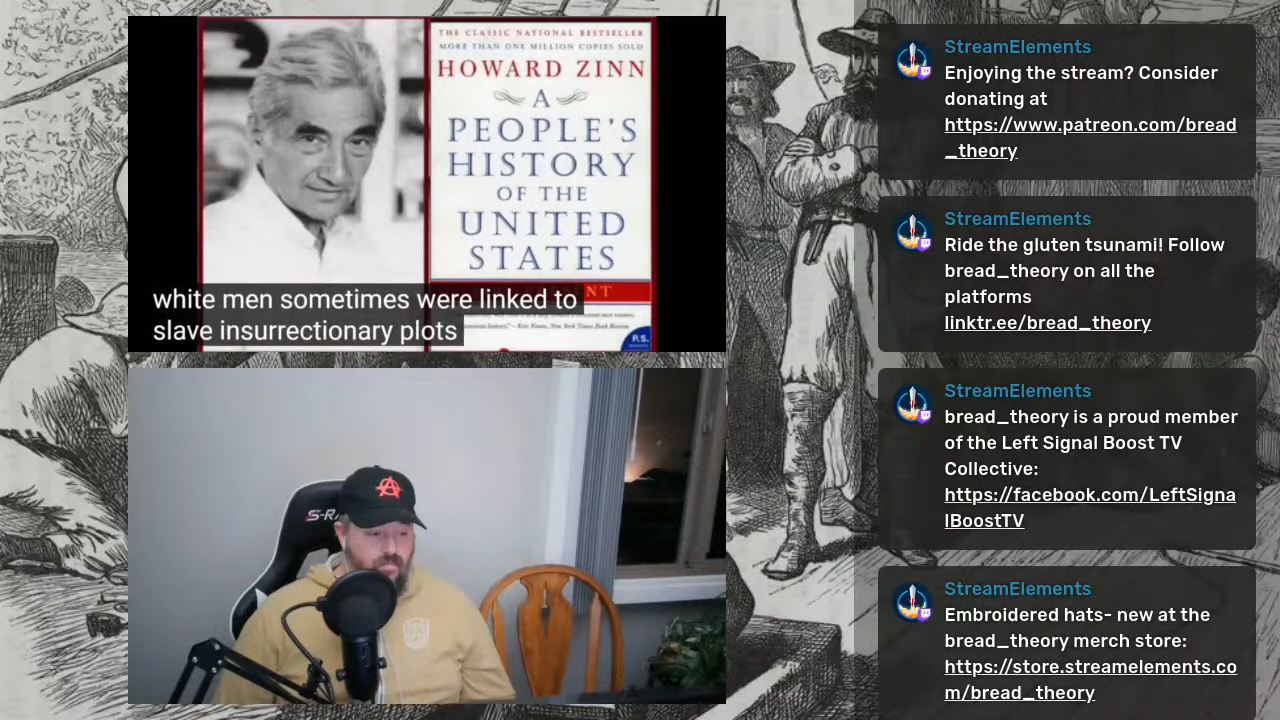 THE CLASSIC NATIONAL BESTSELLER
MORE THAN ONE MILLION COPIES SOLD
HOWARD ZINN
A
PEOPLE'S
HISTORY
OF THE
UNITED
STATES
NT
white men sometimes were linked to
slave insurrectionary plots
P.S.
S-RA
StreamElements
Enjoying the stream? Consider
donating at
https://www.patreon.com/bread
_theory
StreamElements
Ride the gluten tsunami! Follow
bread_theory on all the
platforms
linktr.ee/bread_theory
StreamElements
bread_theory is a proud member
of the Left Signal Boost TV
Collective:
https://facebook.com/LeftSigna
lBoostTV
StreamElements
Embroidered hats- new at the
bread_theory merch store:
https://store.streamelements.co
m/bread_theory